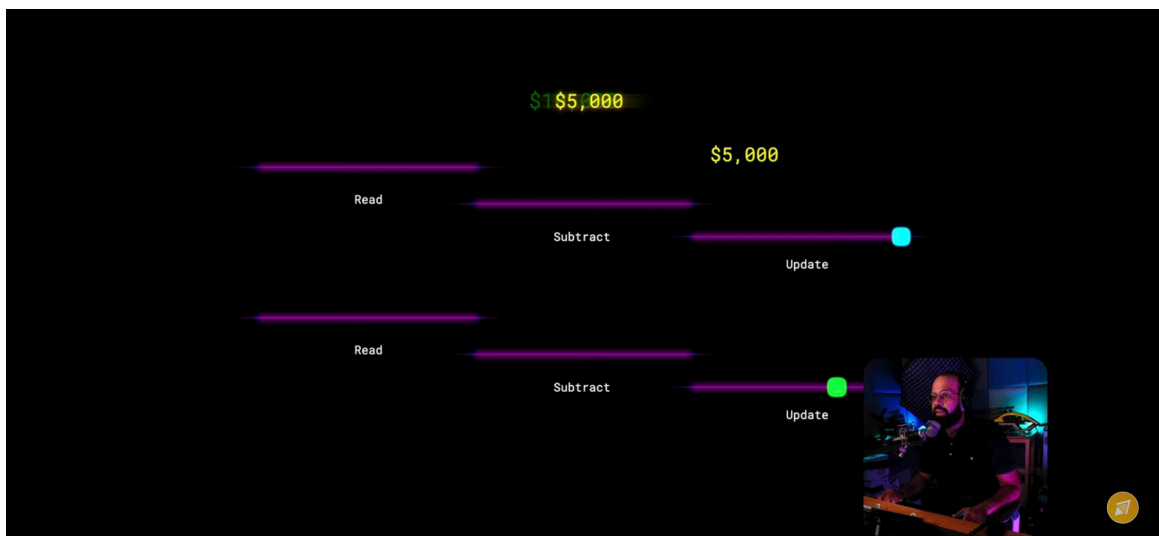 $5,000
$5,000
Read
Subtract
Update
Read
Subtract
Update